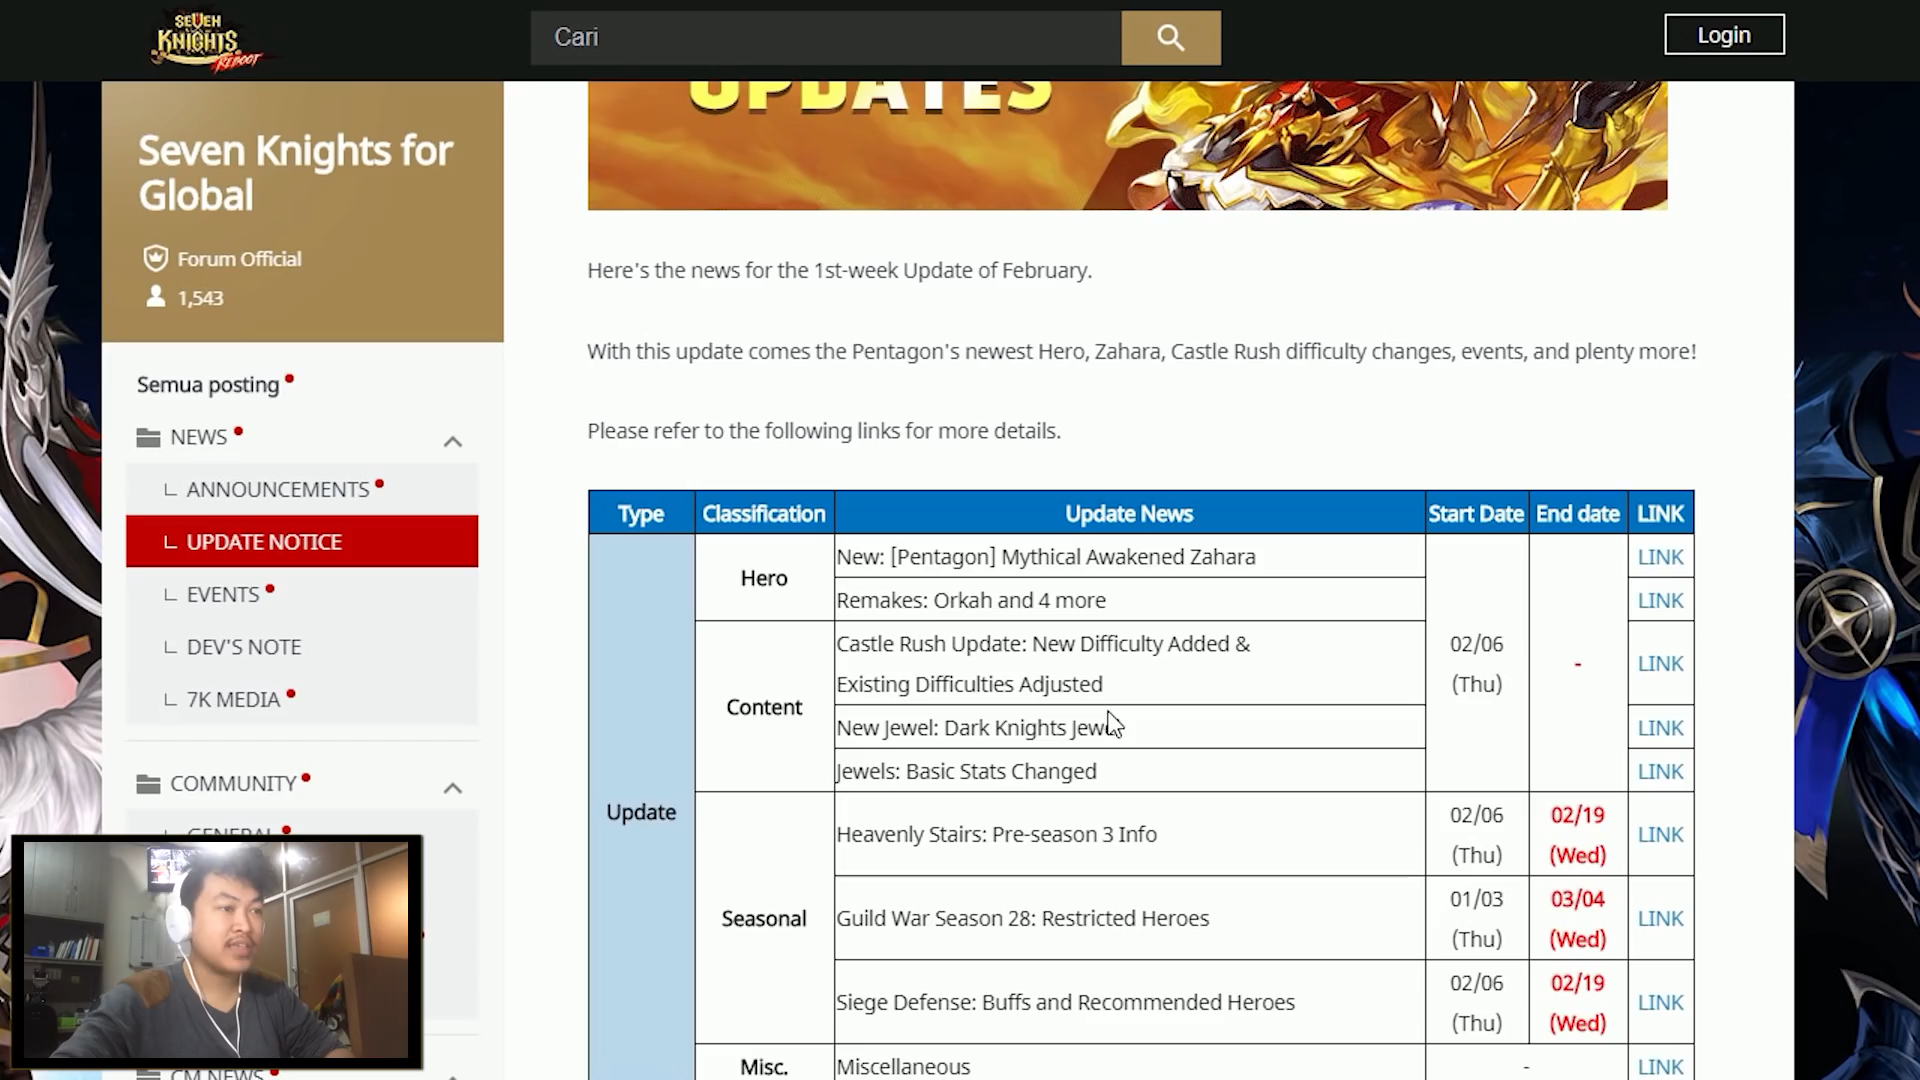 SEVEN
KNIGHTS
REBOOT
Cari
Login
Seven Knights for
Global
Forum Official
1,543
Semua posting
NEWS
ANNOUNCEMENTS
UPDATE NOTICE
EVENTS
DEV'S NOTE
7K MEDIA
COMMUNITY
GENERAL
CM NEWS
UPDATES
Here's the news for the 1st-week Update of February.
With this update comes the Pentagon's newest Hero, Zahara, Castle Rush difficulty changes, events, and plenty more!
Please refer to the following links for more details.
Type Classification Update News Start Date End date LINK
Update
Hero
New: [Pentagon] Mythical Awakened Zahara LINK
Remakes: Orkah and 4 more LINK
Content
Castle Rush Update: New Difficulty Added &
Existing Difficulties Adjusted
02/06
(Thu)
-
LINK
New Jewel: Dark Knights Jewel LINK
Jewels: Basic Stats Changed LINK
Seasonal
Heavenly Stairs: Pre-season 3 Info
02/06
(Thu)
02/19
(Wed)
LINK
Guild War Season 28: Restricted Heroes
01/03
(Thu)
03/04
(Wed)
LINK
Siege Defense: Buffs and Recommended Heroes
02/06
(Thu)
02/19
(Wed)
LINK
Misc. Miscellaneous - LINK